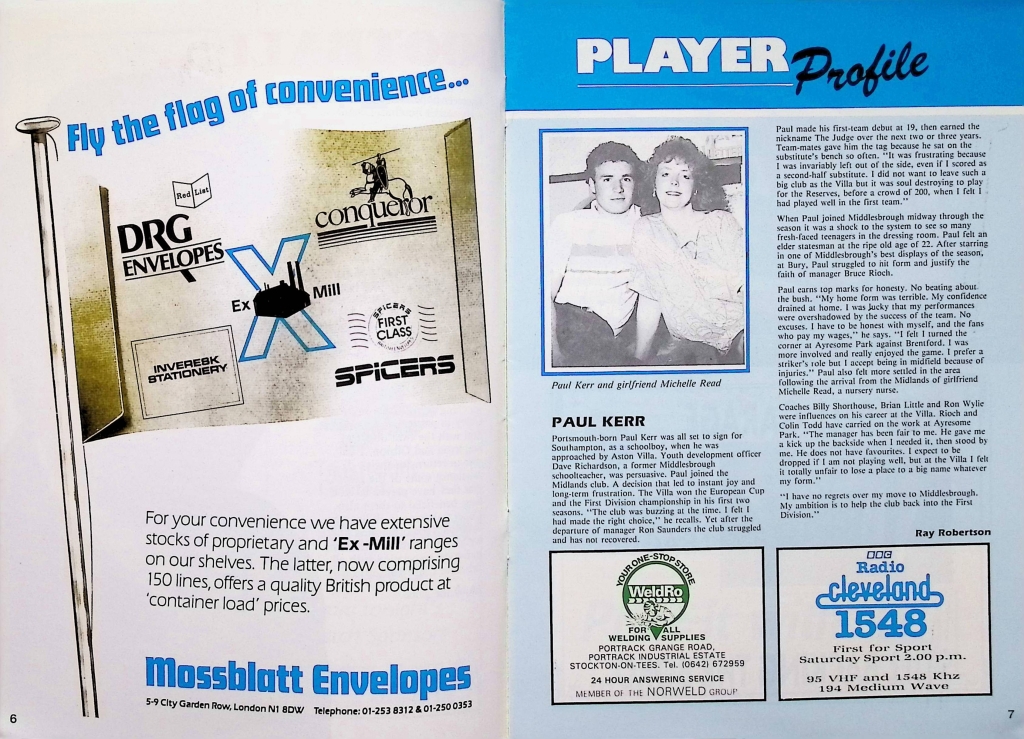 Fly the flag of convenience...
Red List
DRG
ENVELOPES
conqueror
X
Ex Mill
SPICERS
FIRST
CLASS
INVERESK
STATIONERY
SPICERS
For your convenience we have extensive
stocks of proprietary and ‘Ex -Mill’ ranges
on our shelves. The latter, now comprising
150 lines, offers a quality British product at
‘container load’ prices.
Mossblatt Envelopes
5-9 City Garden Row, London N1 8DW Telephone: 01-253 8312 & 01-250 0353
6
PLAYER Profile
Paul Kerr and girlfriend Michelle Read
PAUL KERR
Portsmouth-born Paul Kerr was all set to sign for
Southampton, as a schoolboy, when he was
approached by Aston Villa. Youth development officer
Dave Richardson, a former Middlesbrough
schoolteacher, was persuasive. Paul joined the
Midlands club. A decision that led to instant joy and
long-term frustration. The Villa won the European Cup
and the First Division championship in his first two
seasons. “The club was buzzing at the time. I felt I
had made the right choice,” he recalls. Yet after the
departure of manager Ron Saunders the club struggled
and has not recovered.
Paul made his first-team debut at 19, then earned the
nickname The Judge over the next two or three years.
Team-mates gave him the tag because he sat on the
substitute’s bench so often. “It was frustrating because
I was invariably left out of the side, even if I scored as
a second-half substitute. I did not want to leave such a
big club as the Villa but it was soul destroying to play
for the Reserves, before a crowd of 200, when I felt I
had played well in the first team.”
When Paul joined Middlesbrough midway through the
season it was a shock to the system to see so many
fresh-faced teenagers in the dressing room. Paul felt an
elder statesman at the ripe old age of 22. After starring
in one of Middlesbrough’s best displays of the season,
at Bury, Paul struggled to hit form and justify the
faith of manager Bruce Rioch.
Paul earns top marks for honesty. No beating about
the bush. “My home form was terrible. My confidence
drained at home. I was lucky that my performances
were overshadowed by the success of the team. No
excuses. I have to be honest with myself, and the fans
who pay my wages,” he says. “I felt I turned the
corner at Ayresome Park against Brentford. I was
more involved and really enjoyed the game. I prefer a
striker’s role but I accept being in midfield because of
injuries.” Paul also felt more settled in the area
following the arrival from the Midlands of girlfriend
Michelle Read, a nursery nurse.
Coaches Billy Shorthouse, Brian Little and Ron Wylie
were influences on his career at the Villa. Rioch and
Colin Todd have carried on the work at Ayresome
Park. “The manager has been fair to me. He gave me
a kick up the backside when I needed it, then stood by
me. He does not have favourites. I expect to be
dropped if I am not playing well, but at the Villa I felt
it totally unfair to lose a place to a big name whatever
my form.”
“I have no regrets over my move to Middlesbrough.
My ambition is to help the club back into the First
Division.”
Ray Robertson
YOUR ONE-STOP STORE
WeldRo
FOR ALL
WELDING SUPPLIES
PORTRACK GRANGE ROAD,
PORTRACK INDUSTRIAL ESTATE
STOCKTON-ON-TEES. Tel. (0642) 672959
24 HOUR ANSWERING SERVICE
MEMBER OF THE NORWELD GROUP
BBC
Radio
cleveland
1548
First for Sport
Saturday Sport 2.00 p.m.
95 VHF and 1548 Khz
194 Medium Wave
7